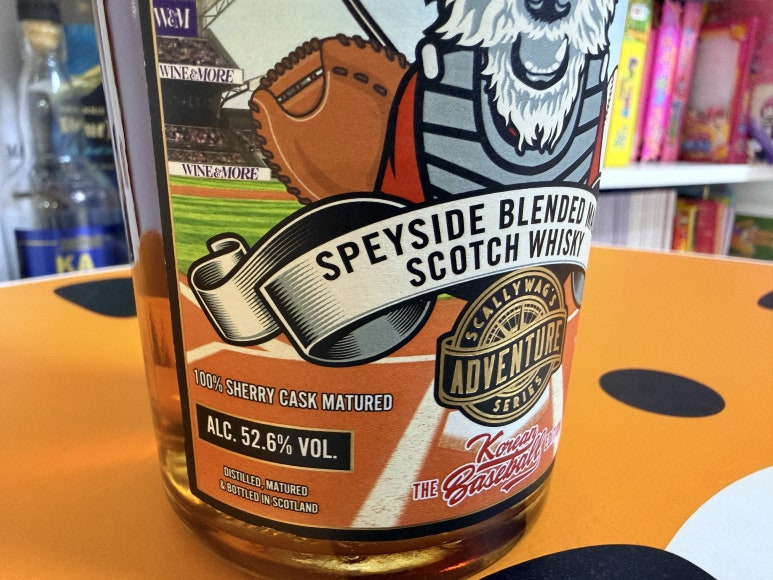 W&M
WINE&MORE
WINE&MORE
SPEYSIDE BLENDED
SCOTCH WHISKY
SCALLYWAG'S
ADVENTURE
SERIES
100% SHERRY CASK MATURED
ALC. 52.6% VOL.
DISTILLED, MATURED
& BOTTLED IN SCOTLAND
THE Korean
Baseball
KA